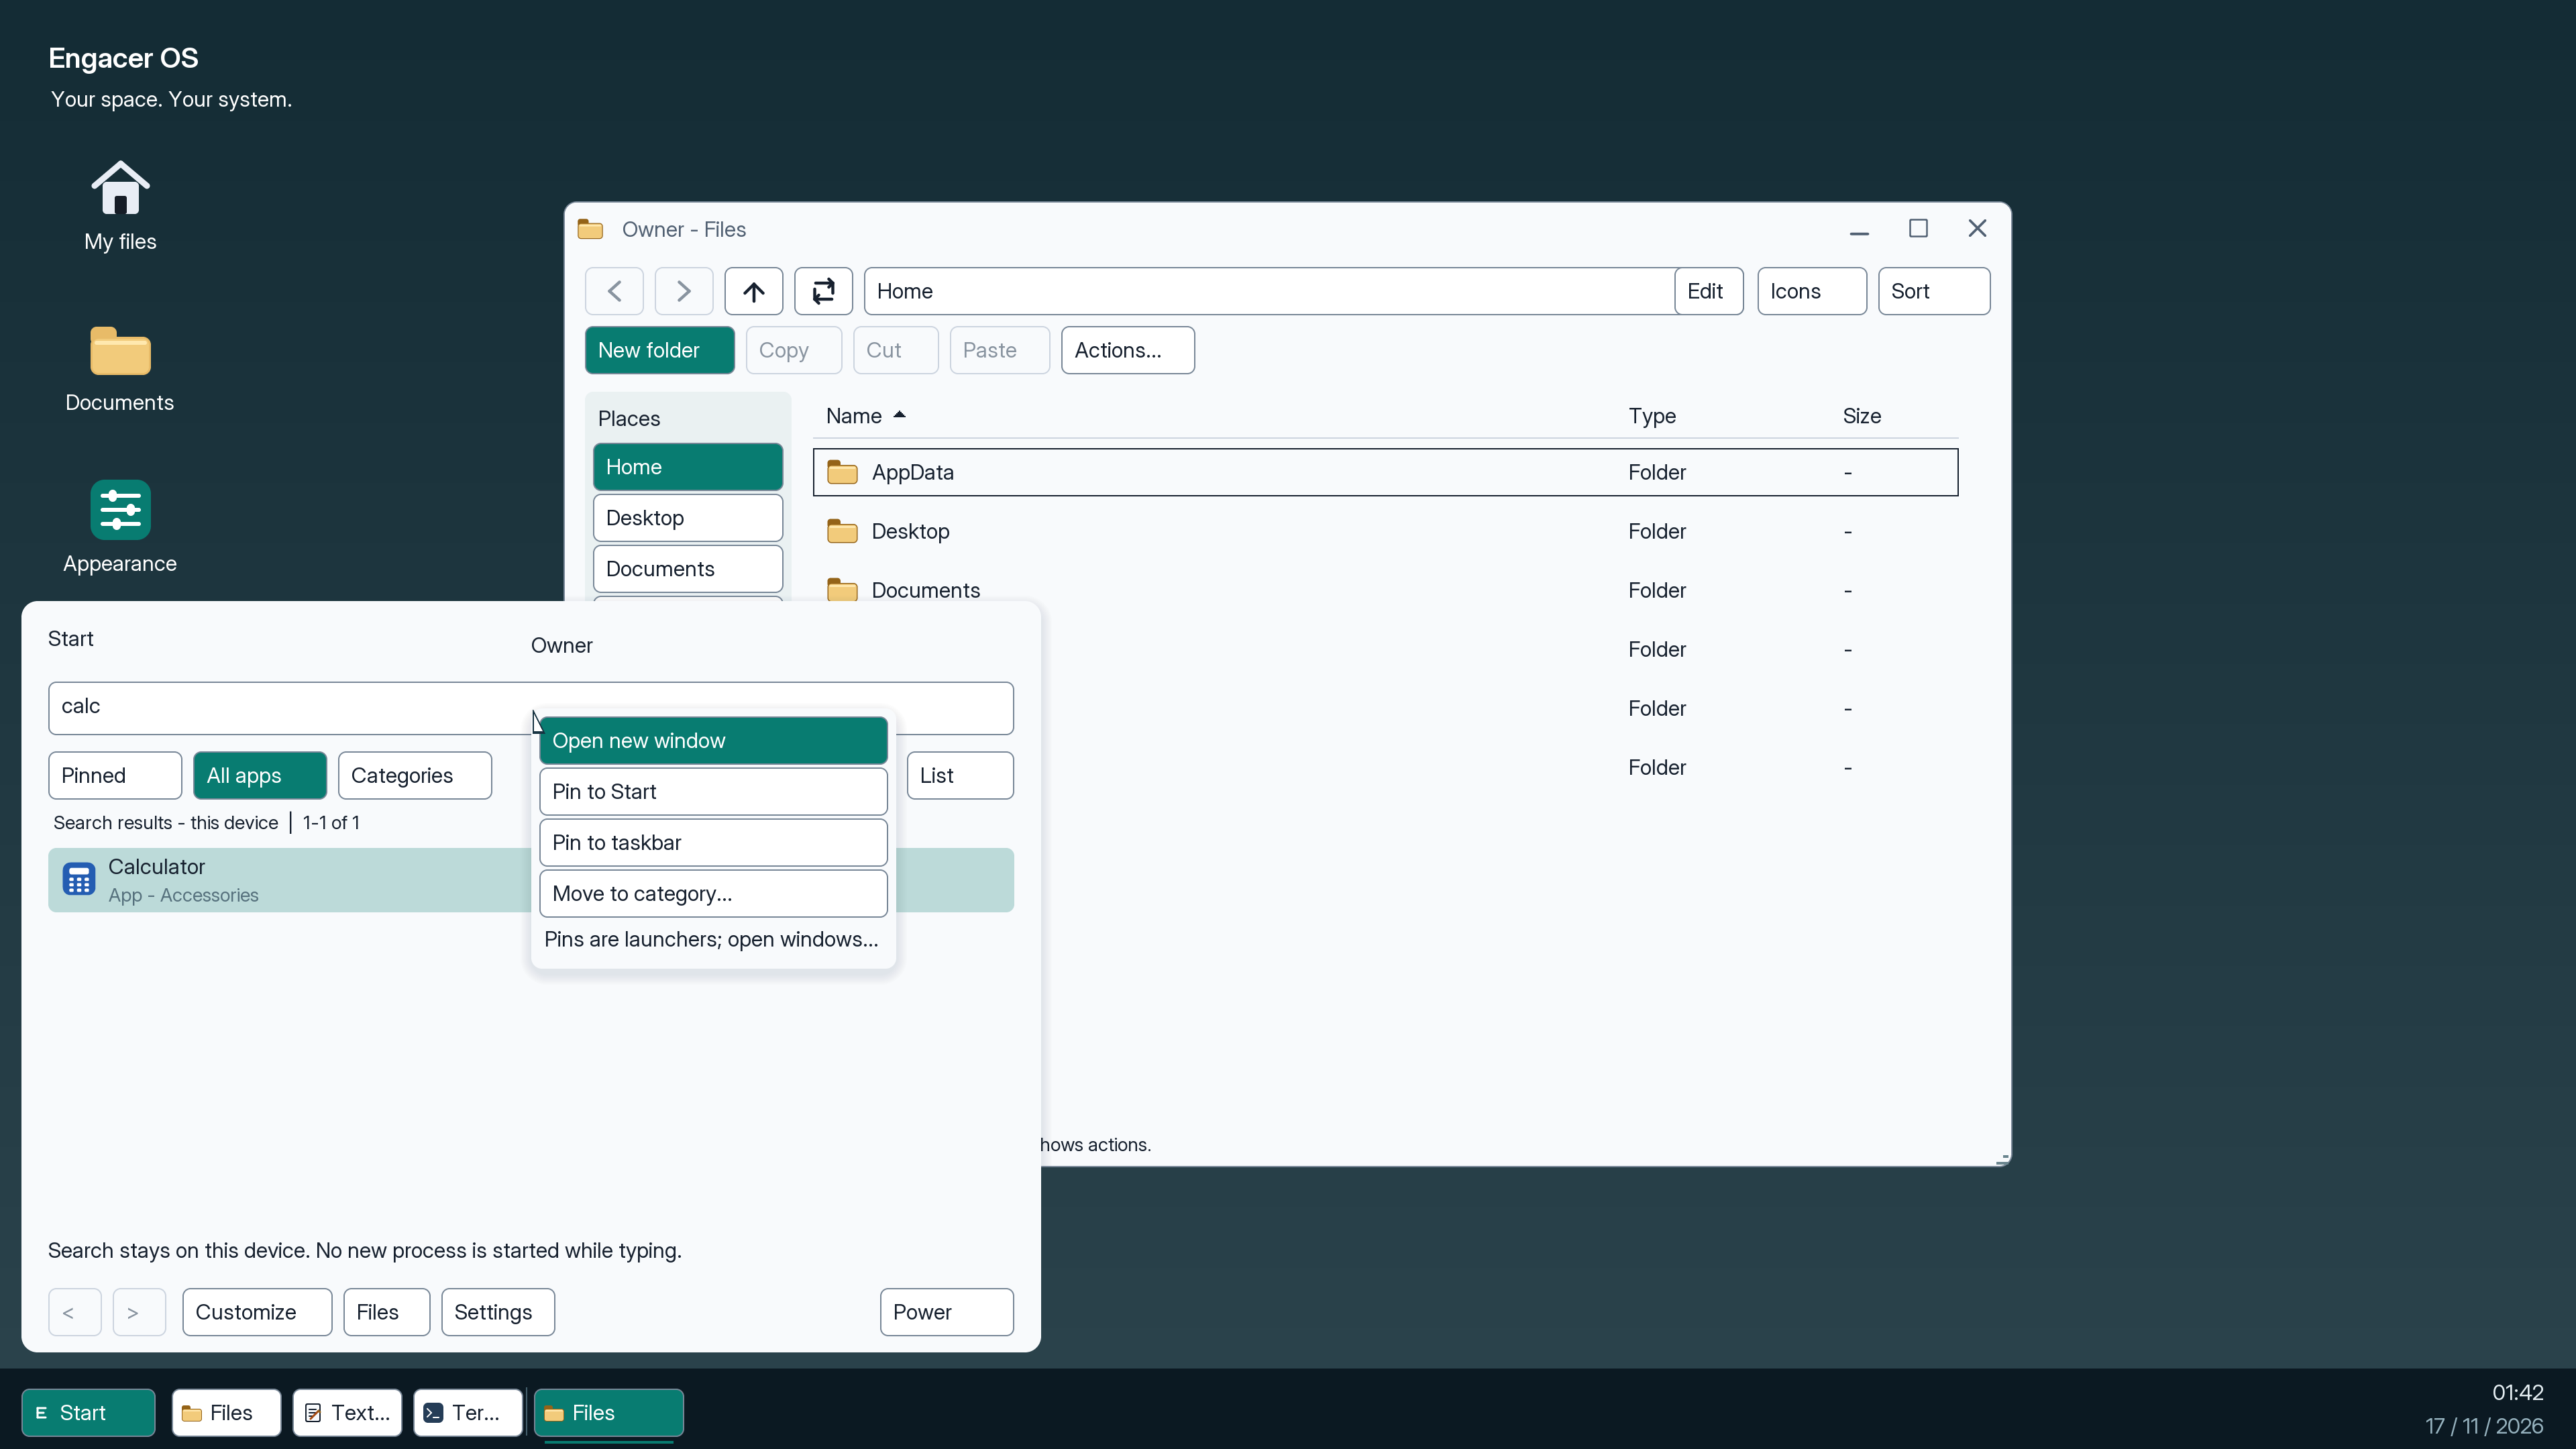 Engacer OS
Your space. Your system.
My files
Documents
Appearance
Owner - Files
Home Edit Icons Sort
New folder Copy Cut Paste Actions...
Places
Home
Desktop
Documents
Name Type Size
AppData Folder -
Desktop Folder -
Documents Folder -
Folder -
Folder -
Folder -
hows actions.
Start
Owner
calc
Pinned All apps Categories List
Search results - this device | 1-1 of 1
Calculator
App - Accessories
Open new window
Pin to Start
Pin to taskbar
Move to category...
Pins are launchers; open windows...
Search stays on this device. No new process is started while typing.
< > Customize Files Settings Power
E Start Files Text... Ter... Files
01:42
17 / 11 / 2026